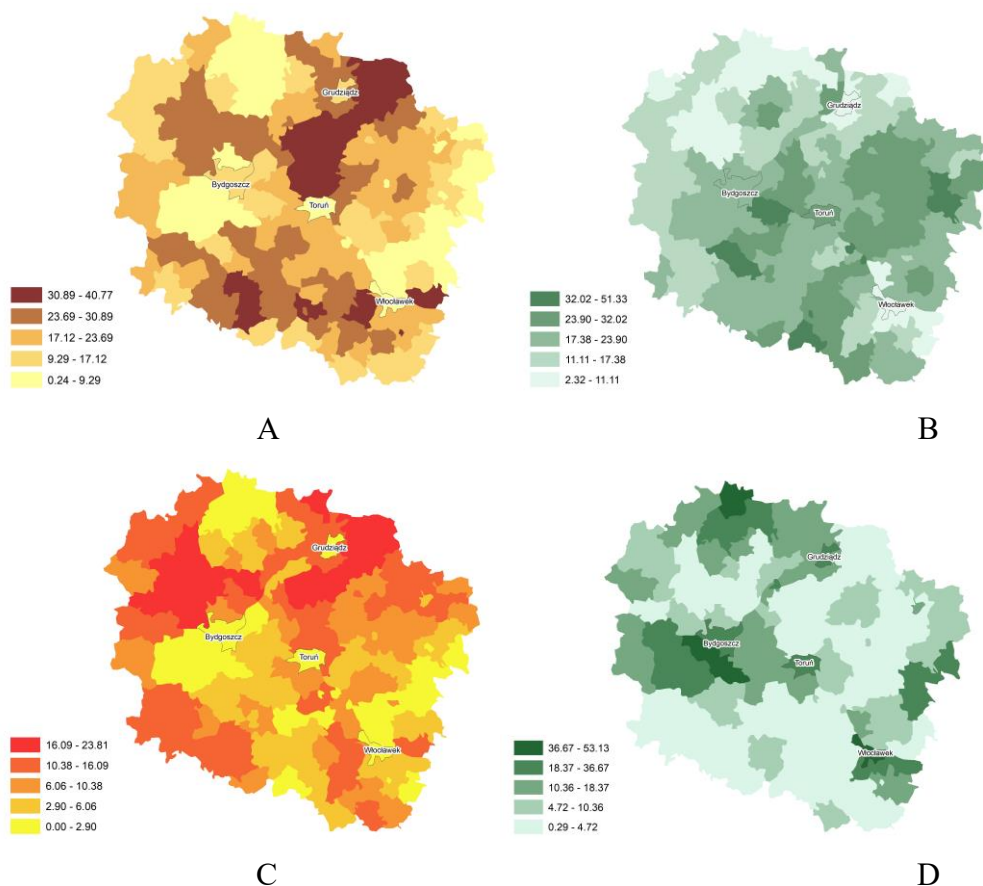 Grudziądz
Bydgoszcz
Toruń
Włocławek
30.89 - 40.77
23.69 - 30.89
17.12 - 23.69
9.29 - 17.12
0.24 - 9.29
A
Grudziądz
Bydgoszcz
Toruń
Włocławek
32.02 - 51.33
23.90 - 32.02
17.38 - 23.90
11.11 - 17.38
2.32 - 11.11
B
Grudziądz
Bydgoszcz
Toruń
Włocławek
16.09 - 23.81
10.38 - 16.09
6.06 - 10.38
2.90 - 6.06
0.00 - 2.90
C
Grudziądz
Bydgoszcz
Toruń
Włocławek
36.67 - 53.13
18.37 - 36.67
10.36 - 18.37
4.72 - 10.36
0.29 - 4.72
D